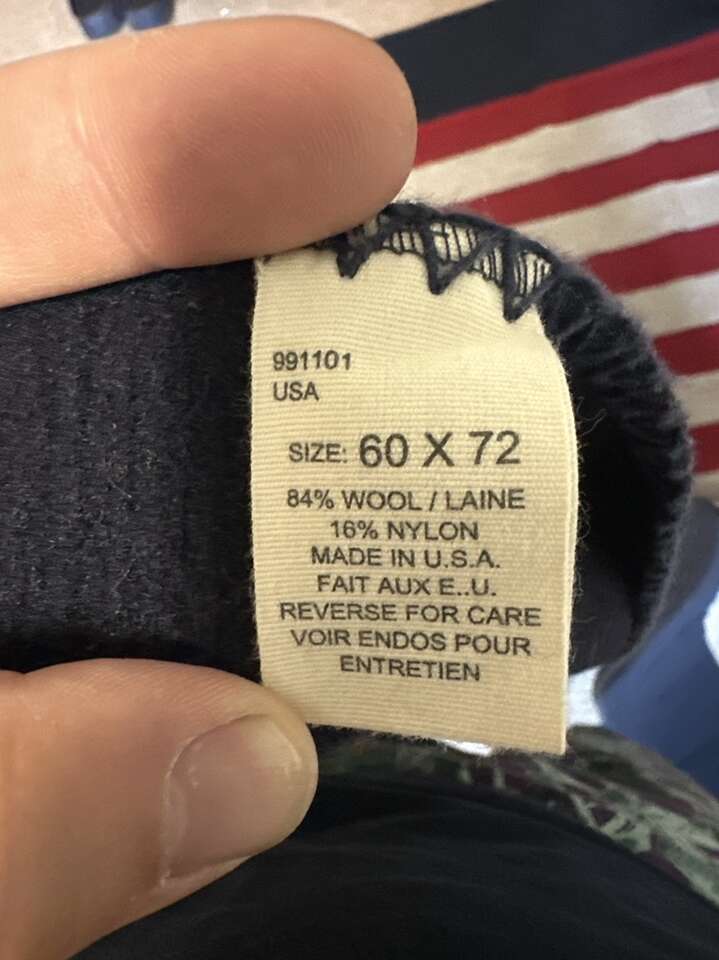 991101
USA
SIZE: 60 X 72
84% WOOL / LAINE
16% NYLON
MADE IN U.S.A.
FAIT AUX E..U.
REVERSE FOR CARE
VOIR ENDOS POUR
ENTRETIEN